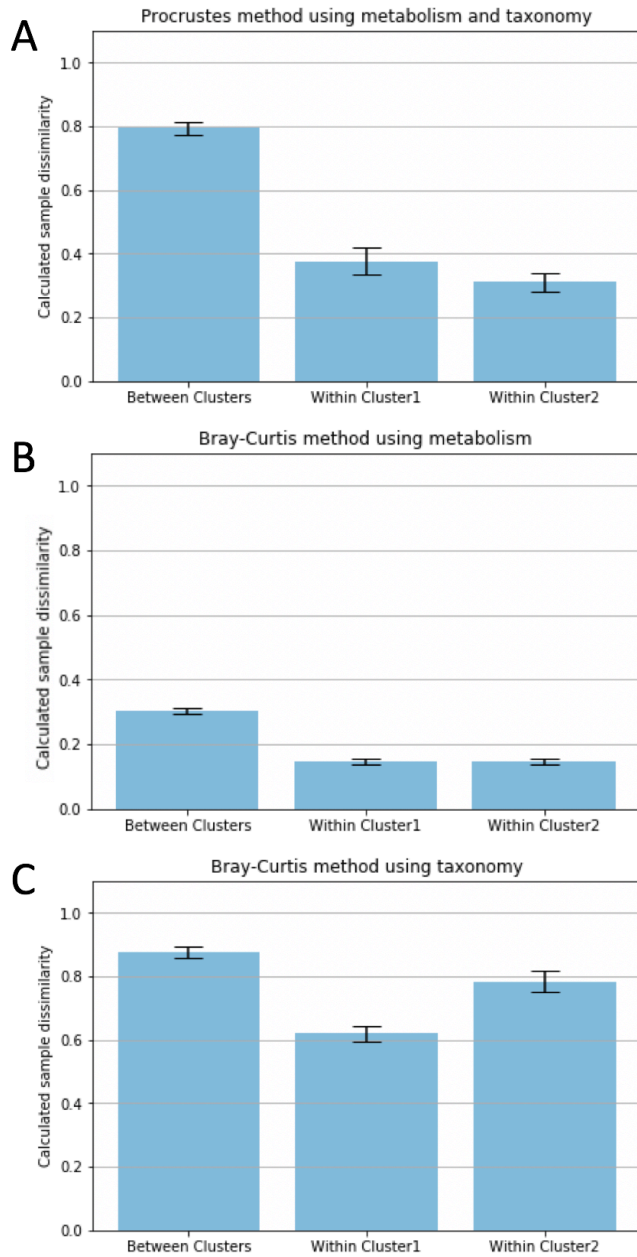 A
Procrustes method using metabolism and taxonomy
Calculated sample dissimilarity
1.0
0.8
0.6
0.4
0.2
0.0
Between Clusters Within Cluster1 Within Cluster2
B
Bray-Curtis method using metabolism
Calculated sample dissimilarity
1.0
0.8
0.6
0.4
0.2
0.0
Between Clusters Within Cluster1 Within Cluster2
C
Bray-Curtis method using taxonomy
Calculated sample dissimilarity
1.0
0.8
0.6
0.4
0.2
0.0
Between Clusters Within Cluster1 Within Cluster2